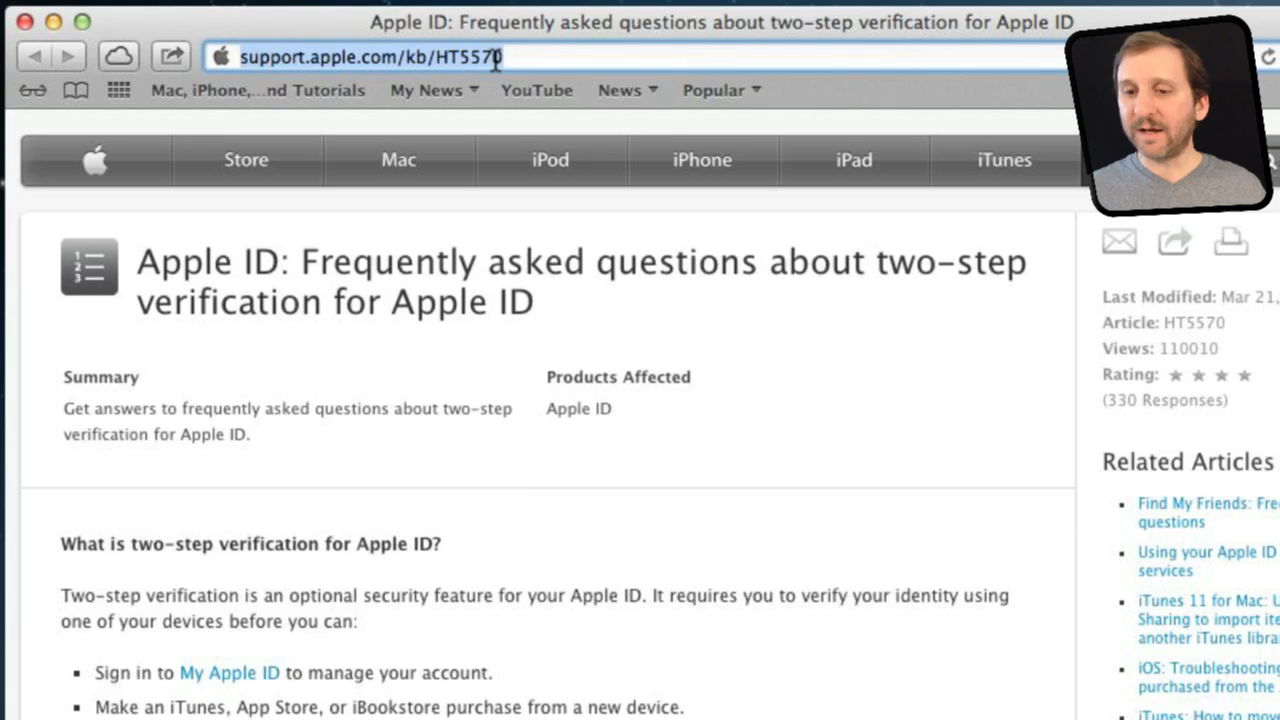 Apple ID: Frequently asked questions about two-step verification for Apple ID
support.apple.com/kb/HT5570
Mac, iPhone,...nd Tutorials My News YouTube News Popular
Store Mac iPod iPhone iPad iTunes
Apple ID: Frequently asked questions about two-step
verification for Apple ID
Summary
Get answers to frequently asked questions about two-step
verification for Apple ID.
Products Affected
Apple ID
What is two-step verification for Apple ID?
Two-step verification is an optional security feature for your Apple ID. It requires you to verify your identity using
one of your devices before you can:
Sign in to My Apple ID to manage your account.
Make an iTunes, App Store, or iBookstore purchase from a new device.
Last Modified: Mar 21,
Article: HT5570
Views: 110010
Rating: ★ ★ ★ ★
(330 Responses)
Related Articles
Find My Friends: Fre
questions
Using your Apple ID
services
iTunes 11 for Mac: U
Sharing to import ite
another iTunes libra
iOS: Troubleshooting
purchased from the
iTunes: How to move